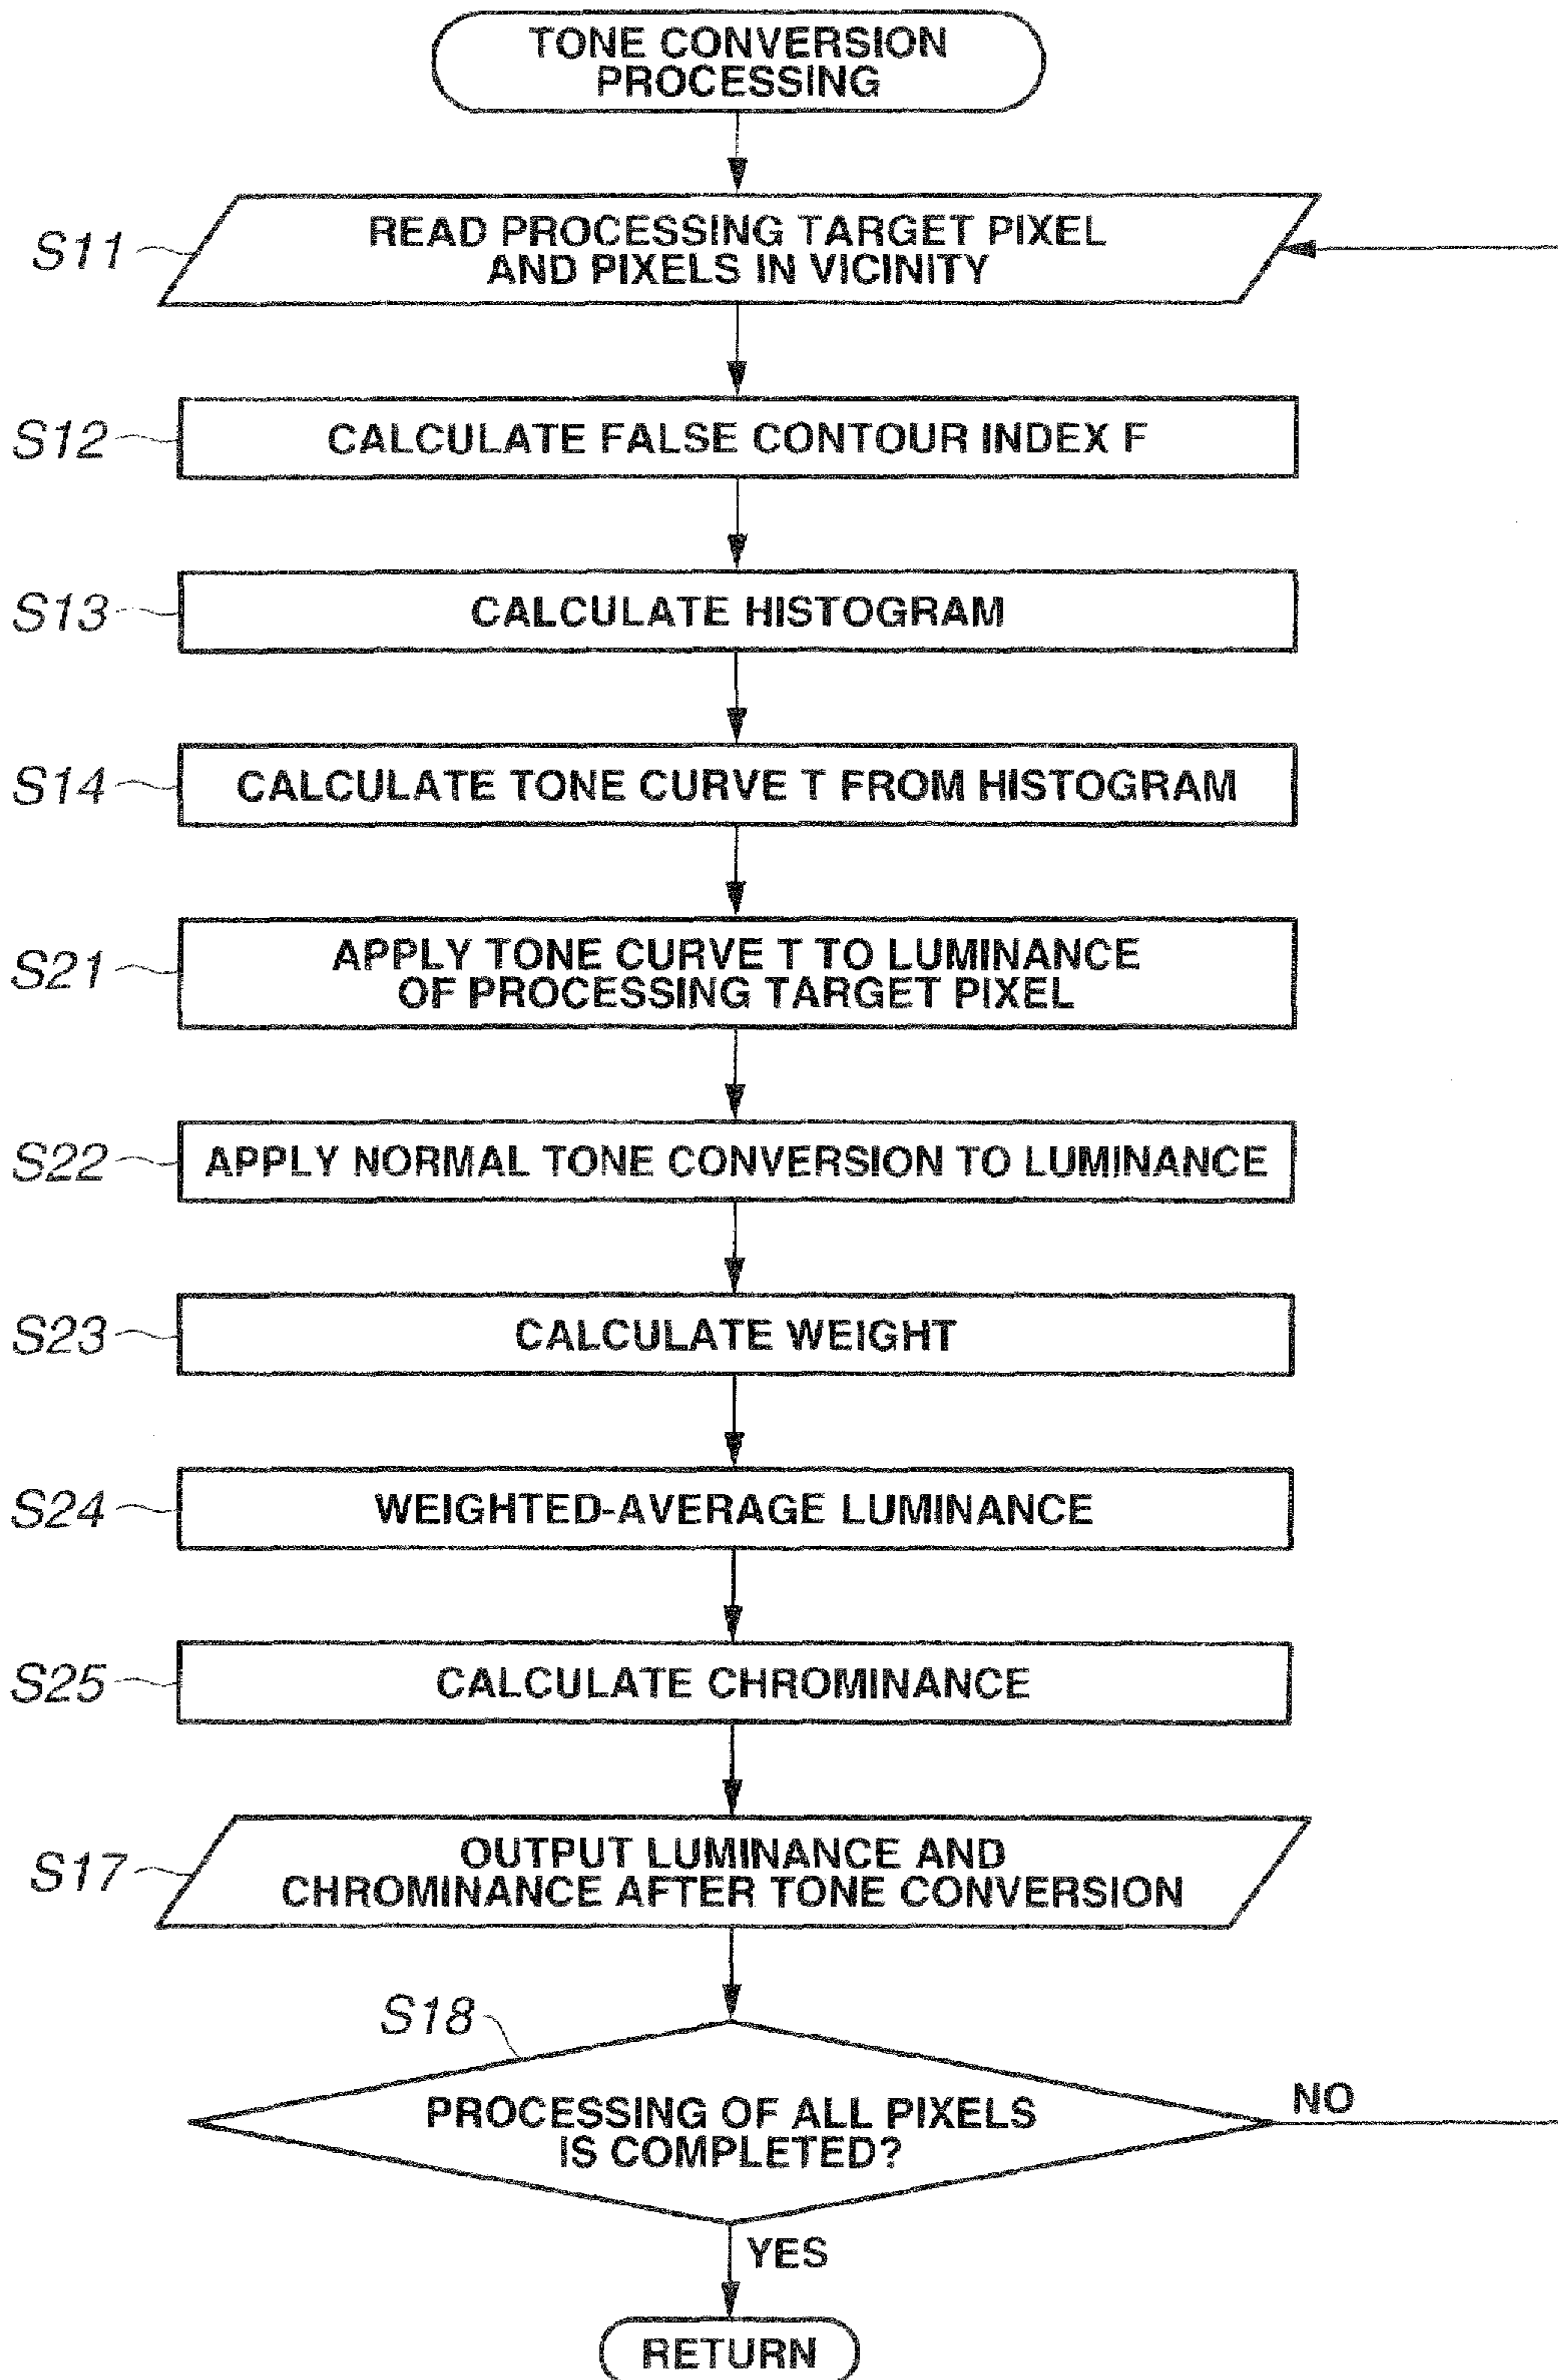 TONE CONVERSION
PROCESSING
S11
READ PROCESSING TARGET PIXEL
AND PIXELS IN VICINITY
S12
CALCULATE FALSE CONTOUR INDEX F
S13
CALCULATE HISTOGRAM
S14
CALCULATE TONE CURVE T FROM HISTOGRAM
S21
APPLY TONE CURVE T TO LUMINANCE
OF PROCESSING TARGET PIXEL
S22
APPLY NORMAL TONE CONVERSION TO LUMINANCE
S23
CALCULATE WEIGHT
S24
WEIGHTED-AVERAGE LUMINANCE
S25
CALCULATE CHROMINANCE
S17
OUTPUT LUMINANCE AND
CHROMINANCE AFTER TONE CONVERSION
S18
PROCESSING OF ALL PIXELS
IS COMPLETED?
NO
YES
RETURN